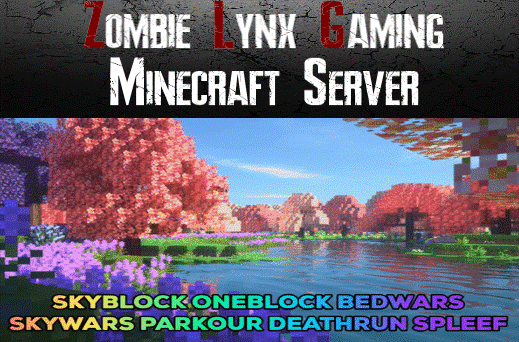 Zombie Lynx Gaming
Minecraft Server
SKYBLOCK ONEBLOCK BEDWARS
SKYWARS PARKOUR DEATHRUN SPLEEF